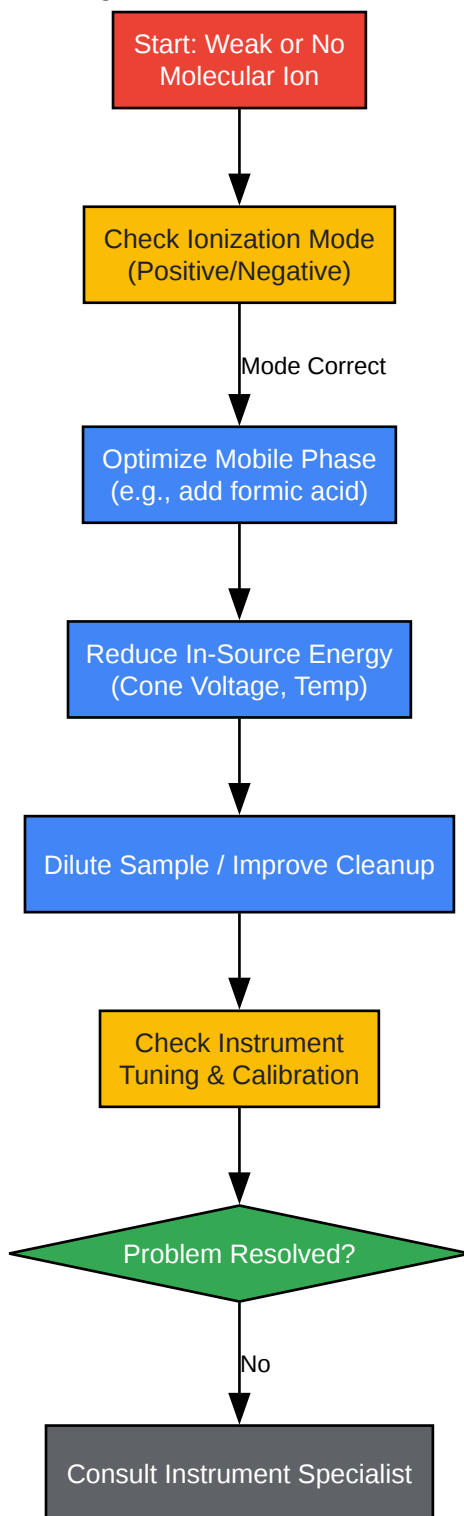 Start: Weak or No
Molecular Ion
Check Ionization Mode
(Positive/Negative)
Mode Correct
Optimize Mobile Phase
(e.g., add formic acid)
Reduce In-Source Energy
(Cone Voltage, Temp)
Dilute Sample / Improve Cleanup
Check Instrument
Tuning & Calibration
Problem Resolved?
No
Consult Instrument Specialist